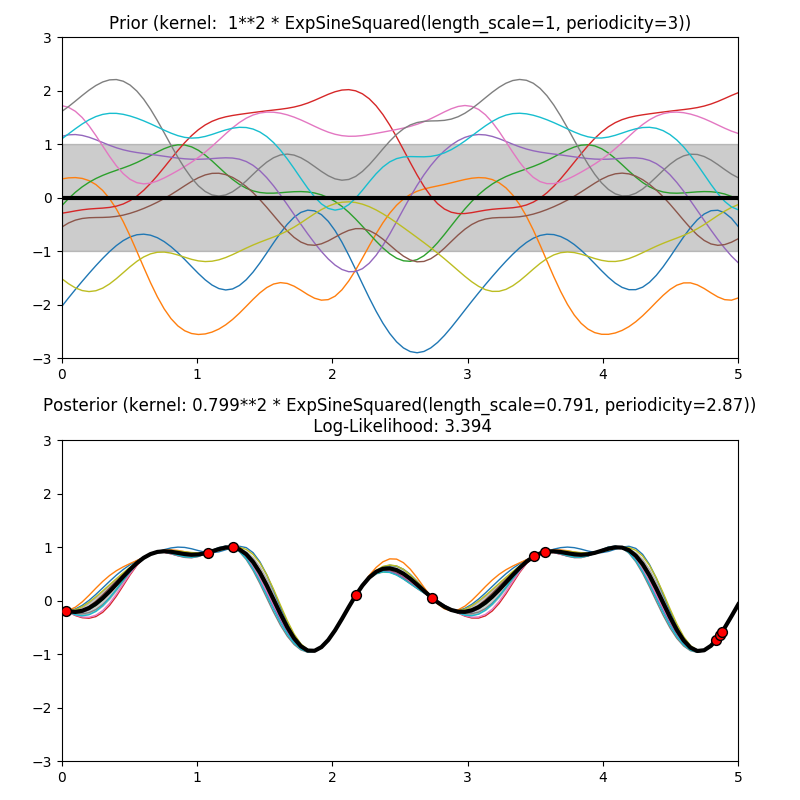 Prior (kernel:  1**2 * ExpSineSquared(length_scale=1, periodicity=3))
3
2
1
0
−1
−2
−3
0 1 2 3 4 5
Posterior (kernel: 0.799**2 * ExpSineSquared(length_scale=0.791, periodicity=2.87))
Log-Likelihood: 3.394
3
2
1
0
−1
−2
−3
0 1 2 3 4 5